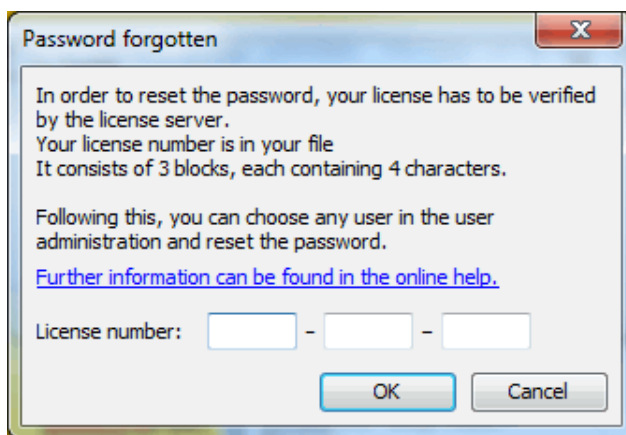 Password forgotten
In order to reset the password, your license has to be verified
by the license server.
Your license number is in your file
It consists of 3 blocks, each containing 4 characters.
Following this, you can choose any user in the user
administration and reset the password.
Further information can be found in the online help.
License number: - -
OK Cancel